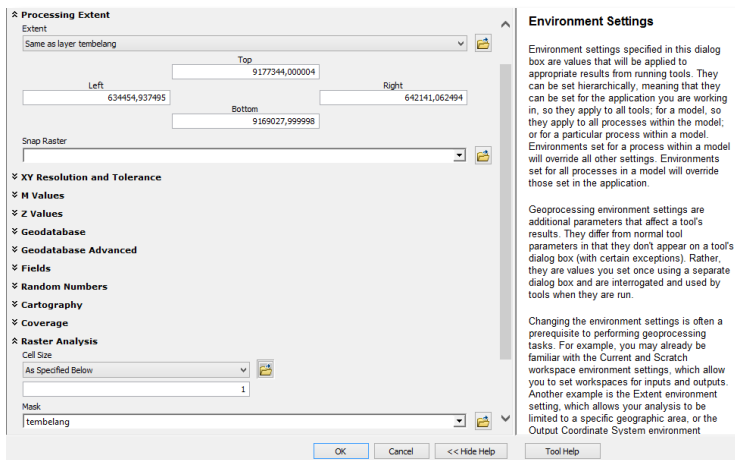 Processing Extent
Extent
Same as layer tembelang
Top
9177344,000004
Left
Right
634454,937495
642141,062494
Bottom
9169027,999998
Snap Raster
XY Resolution and Tolerance
M Values
Z Values
Geodatabase
Geodatabase Advanced
Fields
Random Numbers
Cartography
Coverage
Raster Analysis
Cell Size
As Specified Below
1
Mask
tembelang
OK
Cancel
<< Hide Help
Tool Help
Environment Settings
Environment settings specified in this dialog
box are values that will be applied to
appropriate results from running tools. They
can be set hierarchically, meaning that they
can be set for the application you are working
in, so they apply to all tools; for a model, so
they apply to all processes within the model;
or for a particular process within a model.
Environments set for a process within a model
will override all other settings. Environments
set for all processes in a model will override
those set in the application.
Geoprocessing environment settings are
additional parameters that affect a tool's
results. They differ from normal tool
parameters in that they don't appear on a tool's
dialog box (with certain exceptions). Rather,
they are values you set once using a separate
dialog box and are interrogated and used by
tools when they are run.
Changing the environment settings is often a
prerequisite to performing geoprocessing
tasks. For example, you may already be
familiar with the Current and Scratch
workspace environment settings, which allow
you to set workspaces for inputs and outputs.
Another example is the Extent environment
setting, which allows your analysis to be
limited to a specific geographic area, or the
Output Coordinate System environment